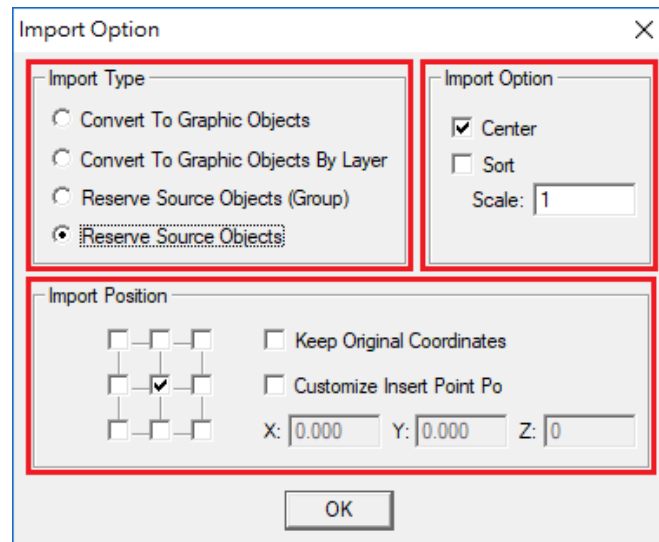 Import Option
Import Type
Convert To Graphic Objects
Convert To Graphic Objects By Layer
Reserve Source Objects (Group)
Reserve Source Objects
Import Option
Center
Sort
Scale: 1
Import Position
Keep Original Coordinates
Customize Insert Point Po
X: 0.000 Y: 0.000 Z: 0
OK